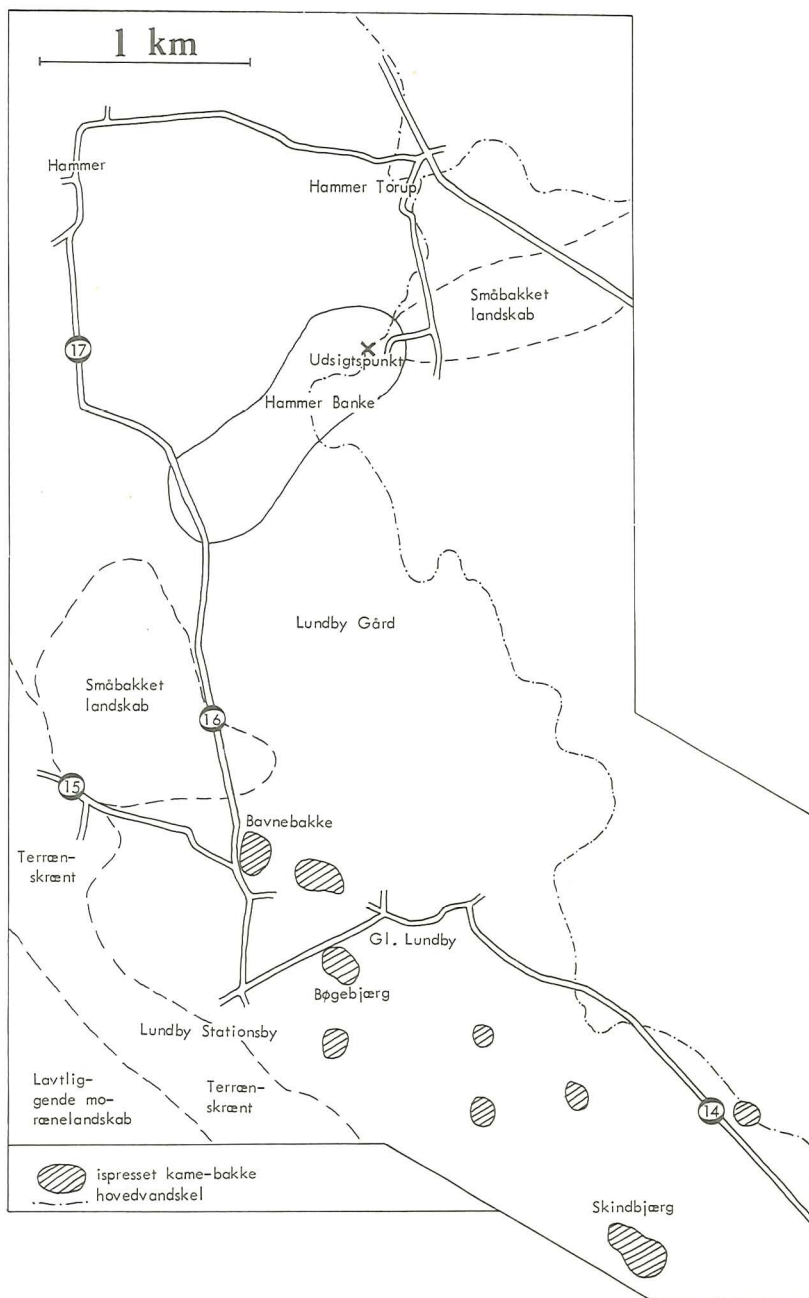 1 km
Hammer
Hammer Torup
Småbakket
landskab
17
Udsigtspunkt
Hammer Banke
Lundby Gård
Småbakket
landskab
16
15
Bavnebakke
Terræn-
skrænt
Gl. Lundby
Bøgebjærg
Lundby Stationsby
Lavtlig-
gende mo-
rænelandskab
Terræn-
skrænt
14
ispresset kame-bakke
hovedvandskel
Skindbjærg